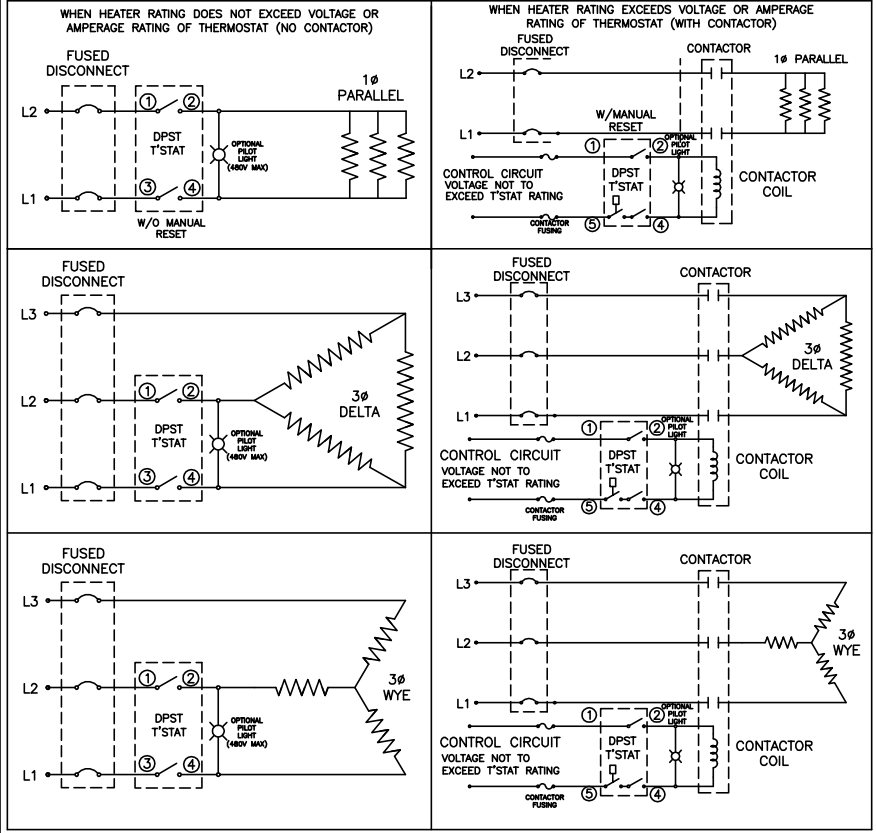 WHEN HEATER RATING DOES NOT EXCEED VOLTAGE OR
AMPERAGE RATING OF THERMOSTAT (NO CONTACTOR)
FUSED
DISCONNECT
1ø
PARALLEL
L2
1
2
DPST
T'STAT
OPTIONAL
PILOT
LIGHT
(480V MAX)
3
4
L1
W/O MANUAL
RESET
WHEN HEATER RATING EXCEEDS VOLTAGE OR AMPERAGE
RATING OF THERMOSTAT (WITH CONTACTOR)
FUSED
DISCONNECT
CONTACTOR
1ø PARALLEL
L2
W/MANUAL
RESET
L1
1
2
OPTIONAL
PILOT
LIGHT
CONTROL CIRCUIT
VOLTAGE NOT TO
EXCEED T'STAT RATING
DPST
T'STAT
CONTACTOR
COIL
CONTACTOR
FUSING
5
4
FUSED
DISCONNECT
L3
L2
1
2
3ø
DELTA
DPST
T'STAT
OPTIONAL
PILOT
LIGHT
(480V MAX)
3
4
L1
FUSED
DISCONNECT
CONTACTOR
L3
L2
3ø
DELTA
L1
1
2
OPTIONAL
PILOT
LIGHT
CONTROL CIRCUIT
VOLTAGE NOT TO
EXCEED T'STAT RATING
DPST
T'STAT
CONTACTOR
COIL
CONTACTOR
FUSING
5
4
FUSED
DISCONNECT
L3
L2
1
2
3ø
WYE
DPST
T'STAT
OPTIONAL
PILOT
LIGHT
(480V MAX)
3
4
L1
FUSED
DISCONNECT
CONTACTOR
L3
L2
3ø
WYE
L1
1
2
OPTIONAL
PILOT
LIGHT
CONTROL CIRCUIT
VOLTAGE NOT TO
EXCEED T'STAT RATING
DPST
T'STAT
CONTACTOR
COIL
CONTACTOR
FUSING
5
4